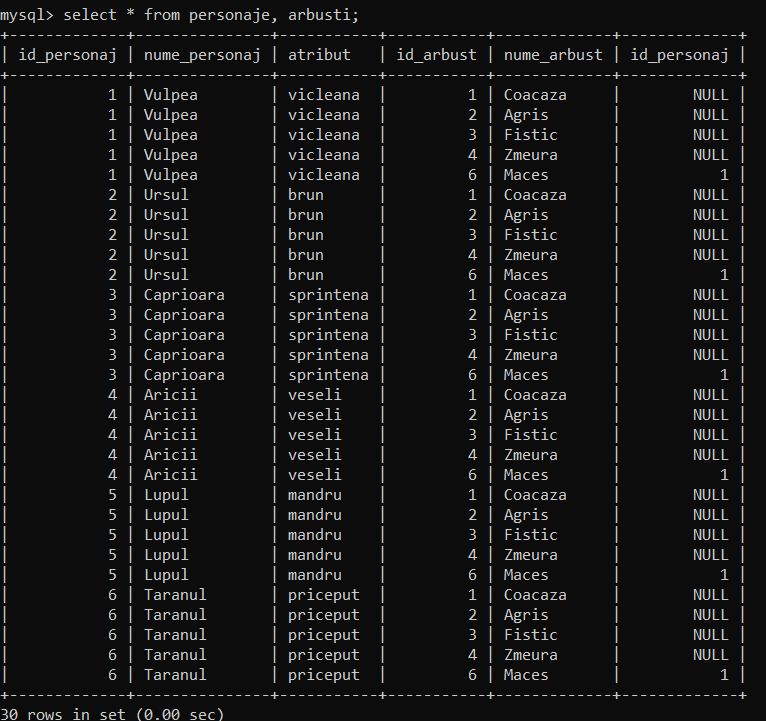 mysql> select * from personaje, arbusti;
+-------------+---------------+-----------+-----------+-------------+-------------+
| id_personaj | nume_personaj | atribut   | id_arbust | nume_arbust | id_personaj |
+-------------+---------------+-----------+-----------+-------------+-------------+
|           1 | Vulpea        | vicleana  |         1 | Coacaza     |        NULL |
|           1 | Vulpea        | vicleana  |         2 | Agris       |        NULL |
|           1 | Vulpea        | vicleana  |         3 | Fistic      |        NULL |
|           1 | Vulpea        | vicleana  |         4 | Zmeura      |        NULL |
|           1 | Vulpea        | vicleana  |         6 | Maces       |           1 |
|           2 | Ursul         | brun      |         1 | Coacaza     |        NULL |
|           2 | Ursul         | brun      |         2 | Agris       |        NULL |
|           2 | Ursul         | brun      |         3 | Fistic      |        NULL |
|           2 | Ursul         | brun      |         4 | Zmeura      |        NULL |
|           2 | Ursul         | brun      |         6 | Maces       |           1 |
|           3 | Caprioara     | sprintena |         1 | Coacaza     |        NULL |
|           3 | Caprioara     | sprintena |         2 | Agris       |        NULL |
|           3 | Caprioara     | sprintena |         3 | Fistic      |        NULL |
|           3 | Caprioara     | sprintena |         4 | Zmeura      |        NULL |
|           3 | Caprioara     | sprintena |         6 | Maces       |           1 |
|           4 | Aricii        | veseli    |         1 | Coacaza     |        NULL |
|           4 | Aricii        | veseli    |         2 | Agris       |        NULL |
|           4 | Aricii        | veseli    |         3 | Fistic      |        NULL |
|           4 | Aricii        | veseli    |         4 | Zmeura      |        NULL |
|           4 | Aricii        | veseli    |         6 | Maces       |           1 |
|           5 | Lupul         | mandru    |         1 | Coacaza     |        NULL |
|           5 | Lupul         | mandru    |         2 | Agris       |        NULL |
|           5 | Lupul         | mandru    |         3 | Fistic      |        NULL |
|           5 | Lupul         | mandru    |         4 | Zmeura      |        NULL |
|           5 | Lupul         | mandru    |         6 | Maces       |           1 |
|           6 | Taranul       | priceput  |         1 | Coacaza     |        NULL |
|           6 | Taranul       | priceput  |         2 | Agris       |        NULL |
|           6 | Taranul       | priceput  |         3 | Fistic      |        NULL |
|           6 | Taranul       | priceput  |         4 | Zmeura      |        NULL |
|           6 | Taranul       | priceput  |         6 | Maces       |           1 |
+-------------+---------------+-----------+-----------+-------------+-------------+
30 rows in set (0.00 sec)